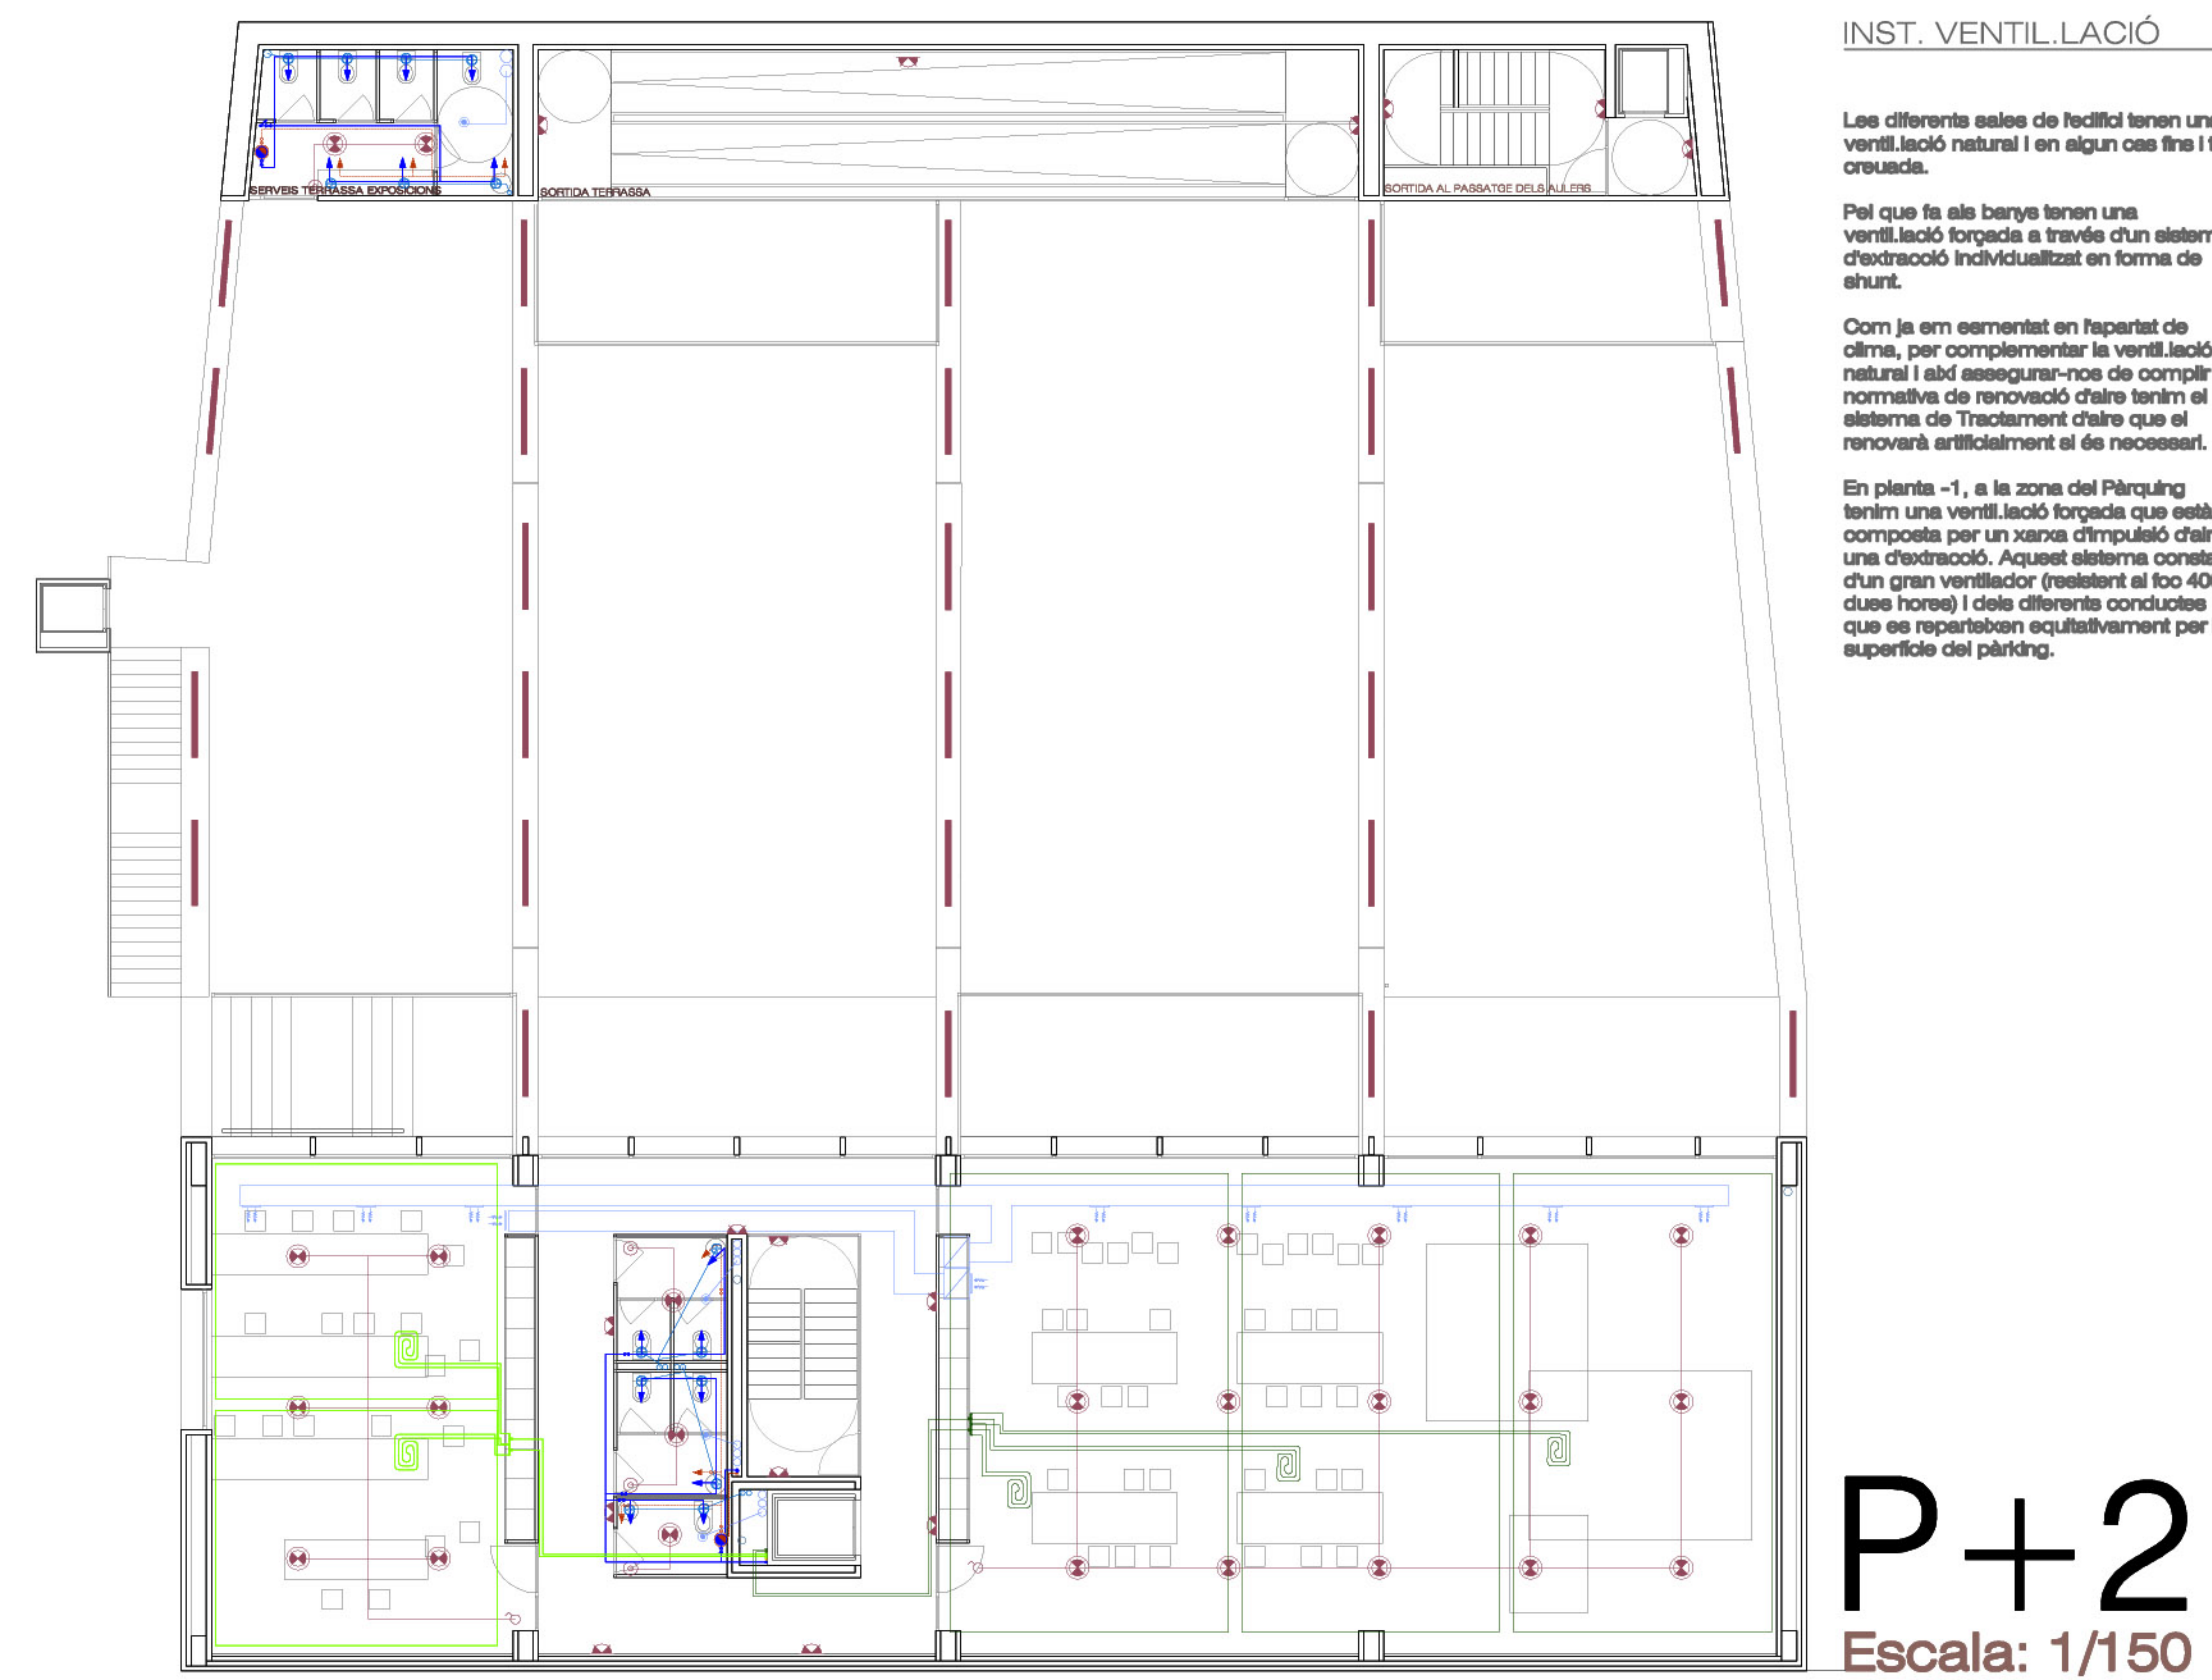 INST. VENTIL.LACIÓ
Les diferents sales de l'edifici tenen una
ventil.lació natural i en algun cas fins i
creuada.
Pel que fa als banys tenen una
ventil.lació forçada a través d'un
d'extracció individualitzat en forma de
shunt.
Com ja em esmentat en l'apartat de
clima, per complementar la ventil.lació
natural i així assegurar-nos de complir
normativa de renovació d'aire tenim el
sistema de Tractament d'aire que el
renovarà artificialment si és necessari.
En planta -1, a la zona del Pàrquing
tenim una ventil.lació forçada que està
composta per un xarxa d'impulsió
una d'extracció. Aquest sistema
d'un gran ventilador (resistent al foc
dues hores) i dels diferents conductes
que es reparteixen equitativament per
superfície del pàrking.
SERVEIS TERRASSA EXPOSICIONS
SORTIDA TERRASSA
SORTIDA AL PASSATGE DELS AULERS
P+2
Escala: 1/150